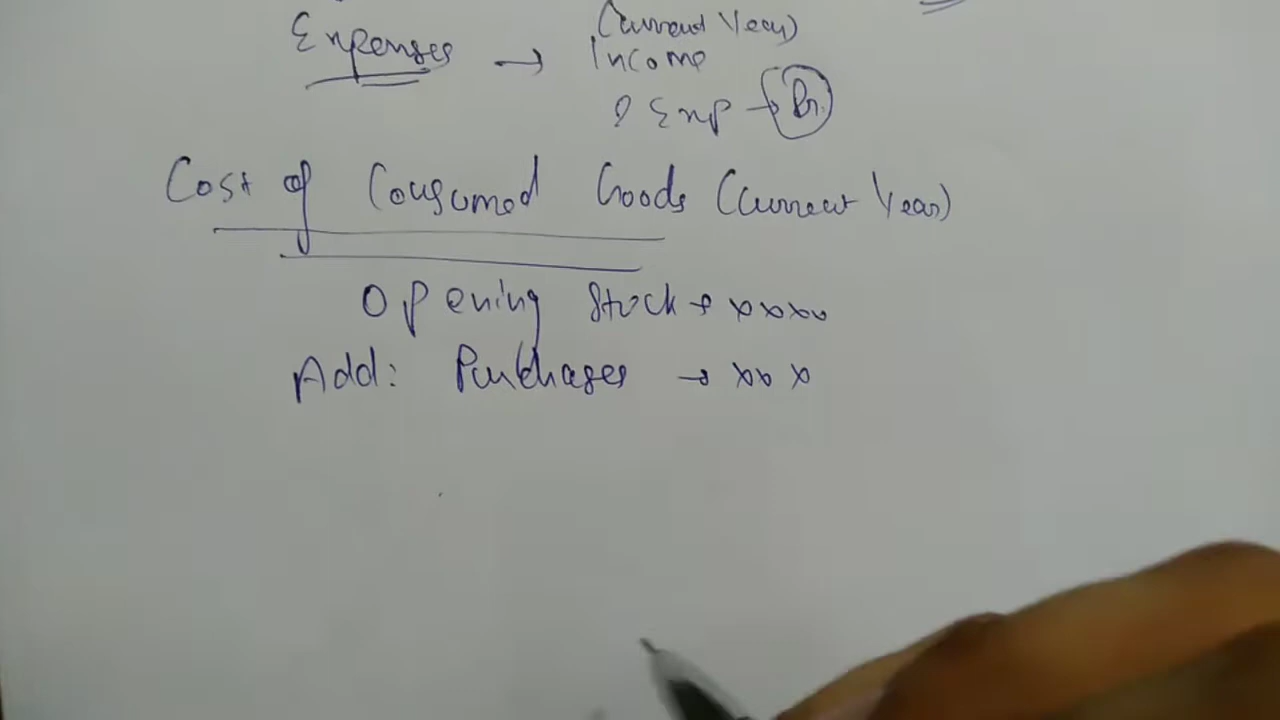 (Current Year)
Expenses → Income
& Exp → Dr.
Cost of Consumed Goods (Current Year)
Opening Stock → xxxx
Add: Purchases → xxx